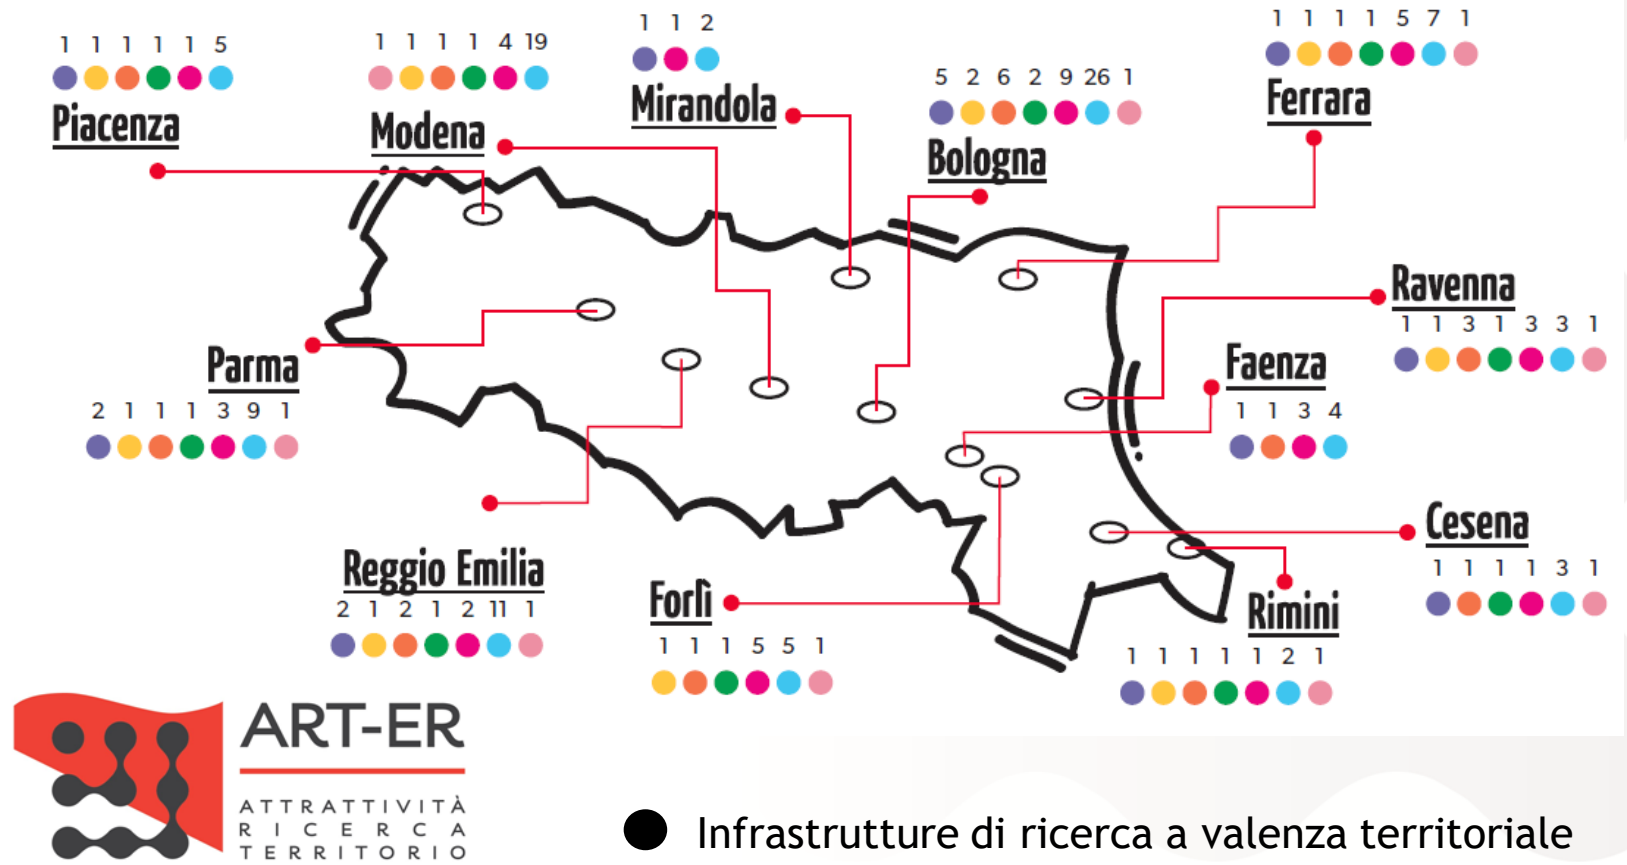 1 1 1 1 1 5
Piacenza
1 1 1 1 4 19
Modena
1 1 2
Mirandola
5 2 6 2 9 26 1
Bologna
1 1 1 1 5 7 1
Ferrara
Ravenna
1 1 3 1 3 3 1
Parma
2 1 1 1 3 9 1
Faenza
1 1 3 4
Cesena
1 1 1 1 3 1
Reggio Emilia
2 1 2 1 2 11 1
Forlì
1 1 1 5 5 1
Rimini
1 1 1 1 1 2 1
ART-ER
ATTRATTIVITÀ
RICERCA
TERRITORIO
Infrastrutture di ricerca a valenza territoriale